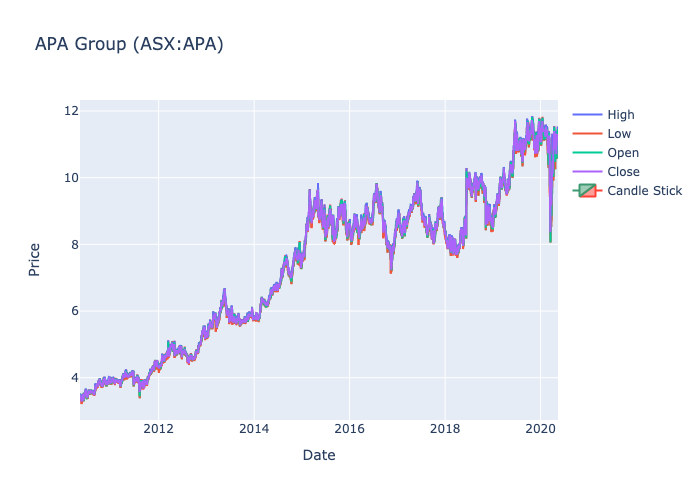 APA Group (ASX:APA)
12
10
8
6
4
Price
2012
2014
2016
2018
2020
Date
High
Low
Open
Close
Candle Stick